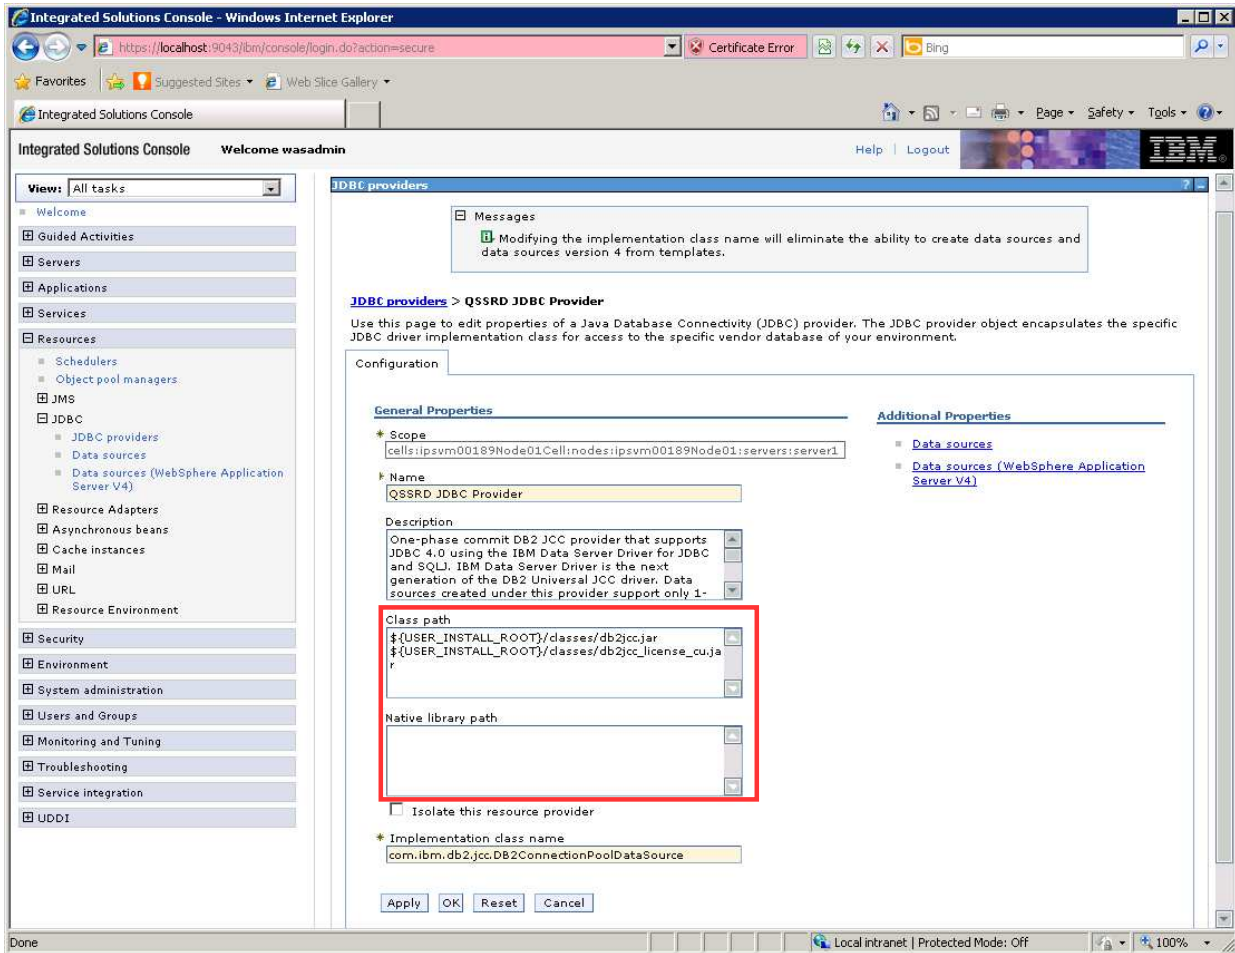 Integrated Solutions Console - Windows Internet Explorer
https://localhost:9043/ibm/console/login.do?action=secure
Certificate Error
Bing
Favorites
Suggested Sites
Web Slice Gallery
Integrated Solutions Console
Page
Safety
Tools
Integrated Solutions Console Welcome wasadmin
Help | Logout
IBM
View: All tasks
Welcome
Guided Activities
Servers
Applications
Services
Resources
Schedulers
Object pool managers
JMS
JDBC
JDBC providers
Data sources
Data sources (WebSphere Application
Server V4)
Resource Adapters
Asynchronous beans
Cache instances
Mail
URL
Resource Environment
Security
Environment
System administration
Users and Groups
Monitoring and Tuning
Troubleshooting
Service integration
UDDI
JDBC providers
Messages
Modifying the implementation class name will eliminate the ability to create data sources and
data sources version 4 from templates.
JDBC providers > QSSRD JDBC Provider
Use this page to edit properties of a Java Database Connectivity (JDBC) provider. The JDBC provider object encapsulates the specific
JDBC driver implementation class for access to the specific vendor database of your environment.
Configuration
General Properties
* Scope
cells:ipsvm00189Node01Cell:nodes:ipsvm00189Node01:servers:server1
* Name
QSSRD JDBC Provider
Description
One-phase commit DB2 JCC provider that supports
JDBC 4.0 using the IBM Data Server Driver for JDBC
and SQLJ. IBM Data Server Driver is the next
generation of the DB2 Universal JCC driver. Data
sources created under this provider support only 1-
Class path
${USER_INSTALL_ROOT}/classes/db2jcc.jar
${USER_INSTALL_ROOT}/classes/db2jcc_license_cu.ja
r
Native library path
Isolate this resource provider
* Implementation class name
com.ibm.db2.jcc.DB2ConnectionPoolDataSource
Apply OK Reset Cancel
Additional Properties
Data sources
Data sources (WebSphere Application
Server V4)
Done
Local intranet | Protected Mode: Off
100%